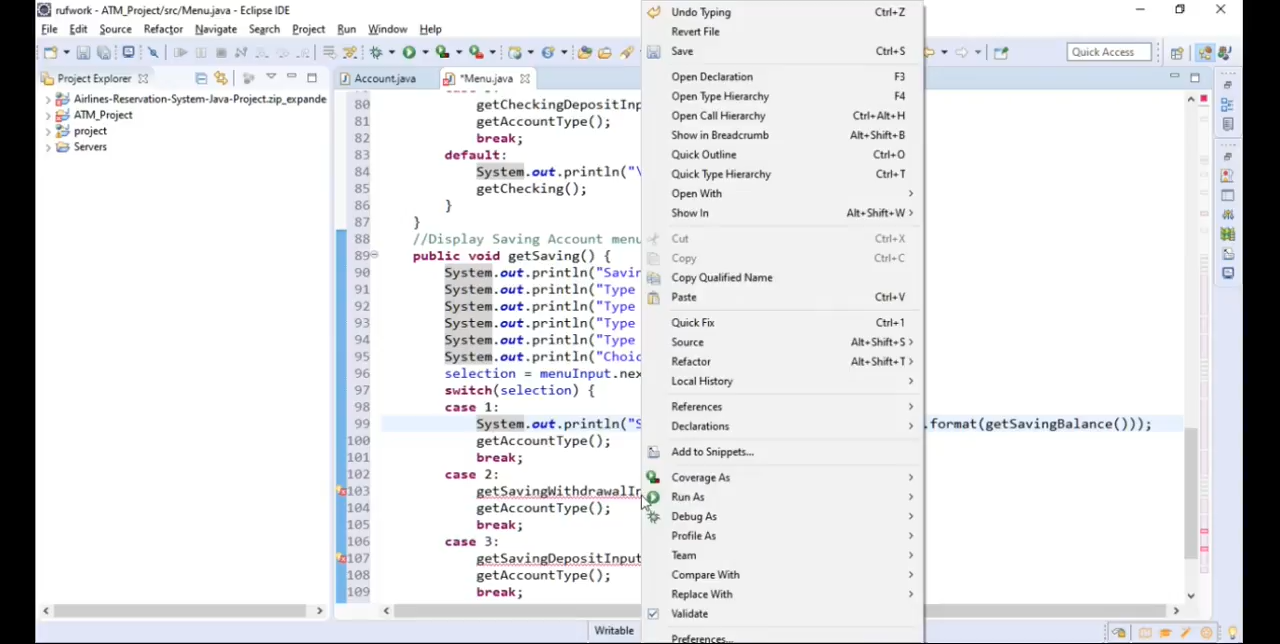 rufwork - ATM_Project/src/Menu.java - Eclipse IDE
File Edit Source Refactor Navigate Search Project Run Window Help
Quick Access
Project Explorer
Airlines-Reservation-System-Java-Project.zip_expande
ATM_Project
project
Servers
Account.java
*Menu.java
80 getCheckingDepositInp
81 getAccountType();
82 break;
83 default:
84 System.out.println("\
85 getChecking();
86 }
87 }
88 //Display Saving Account menu
89 public void getSaving() {
90 System.out.println("Savin
91 System.out.println("Type
92 System.out.println("Type
93 System.out.println("Type
94 System.out.println("Type
95 System.out.println("Choic
96 selection = menuInput.nex
97 switch(selection) {
98 case 1:
99 System.out.println("S .format(getSavingBalance()));
100 getAccountType();
101 break;
102 case 2:
103 getSavingWithdrawalIn
104 getAccountType();
105 break;
106 case 3:
107 getSavingDepositInput
108 getAccountType();
109 break;
Undo Typing Ctrl+Z
Revert File
Save Ctrl+S
Open Declaration F3
Open Type Hierarchy F4
Open Call Hierarchy Ctrl+Alt+H
Show in Breadcrumb Alt+Shift+B
Quick Outline Ctrl+O
Quick Type Hierarchy Ctrl+T
Open With
Show In Alt+Shift+W
Cut Ctrl+X
Copy Ctrl+C
Copy Qualified Name
Paste Ctrl+V
Quick Fix Ctrl+1
Source Alt+Shift+S
Refactor Alt+Shift+T
Local History
References
Declarations
Add to Snippets...
Coverage As
Run As
Debug As
Profile As
Team
Compare With
Replace With
Validate
Preferences...
Writable